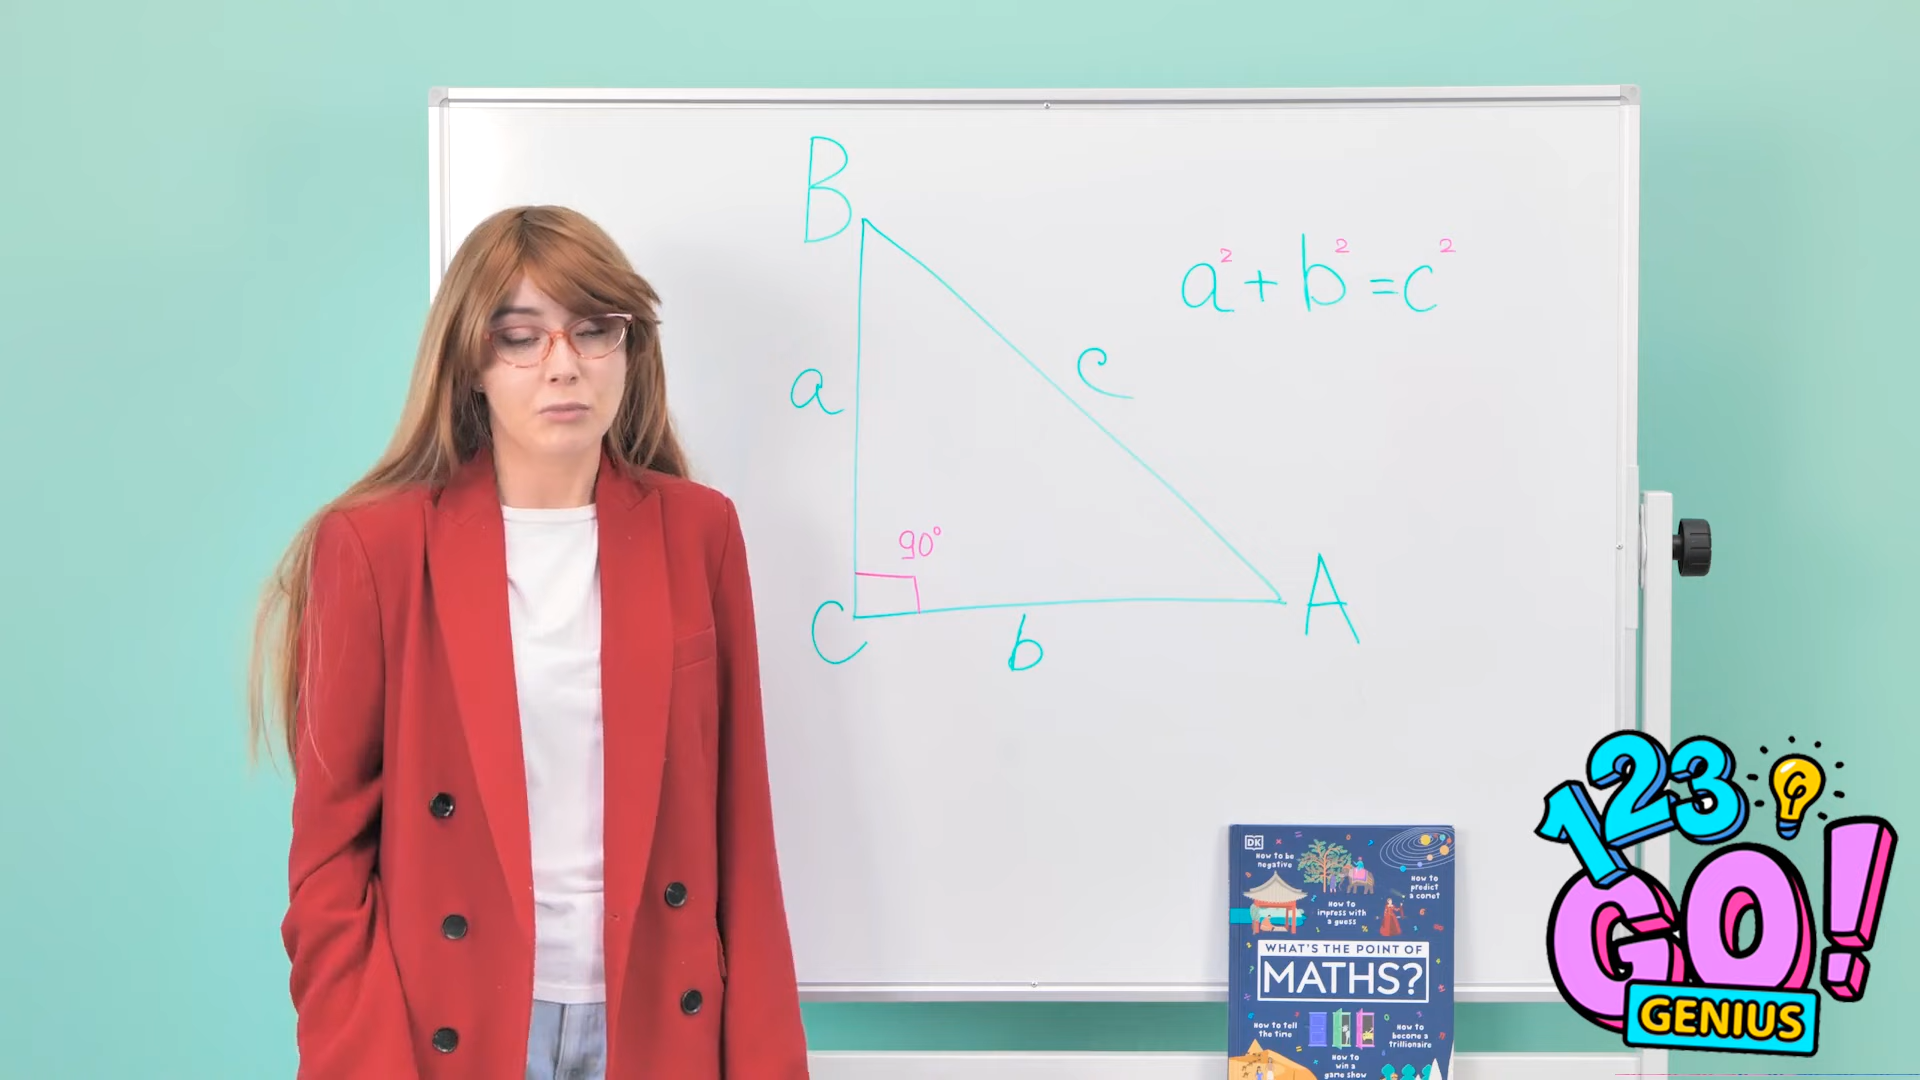 B
a² + b² = c²
c
a
90°
C
b
A
DK
How to be
negative
How to
predict
a comet
How to
impress with
a guess
WHAT'S THE POINT OF
MATHS?
How to tell
the time
How to
become a
trillionaire
How to
win a
game show
123
GO!
GENIUS